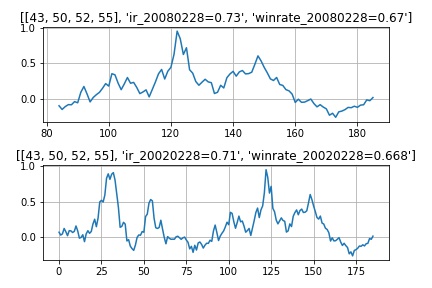 [[43, 50, 52, 55], 'ir_20080228=0.73', 'winrate_20080228=0.67']
1.0
0.5
0.0
80 100 120 140 160 180
[[43, 50, 52, 55], 'ir_20020228=0.71', 'winrate_20020228=0.668']
1.0
0.5
0.0
0 25 50 75 100 125 150 175